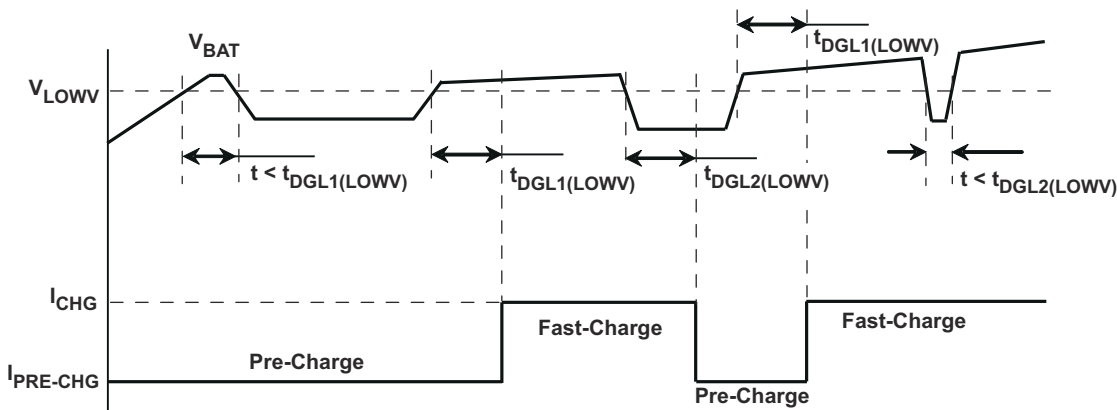 V_BAT
t_DGL1(LOWV)
V_LOWV
t < t_DGL1(LOWV)
t_DGL1(LOWV)
t_DGL2(LOWV)
t < t_DGL2(LOWV)
I_CHG
Fast-Charge
Fast-Charge
Pre-Charge
I_PRE-CHG
Pre-Charge